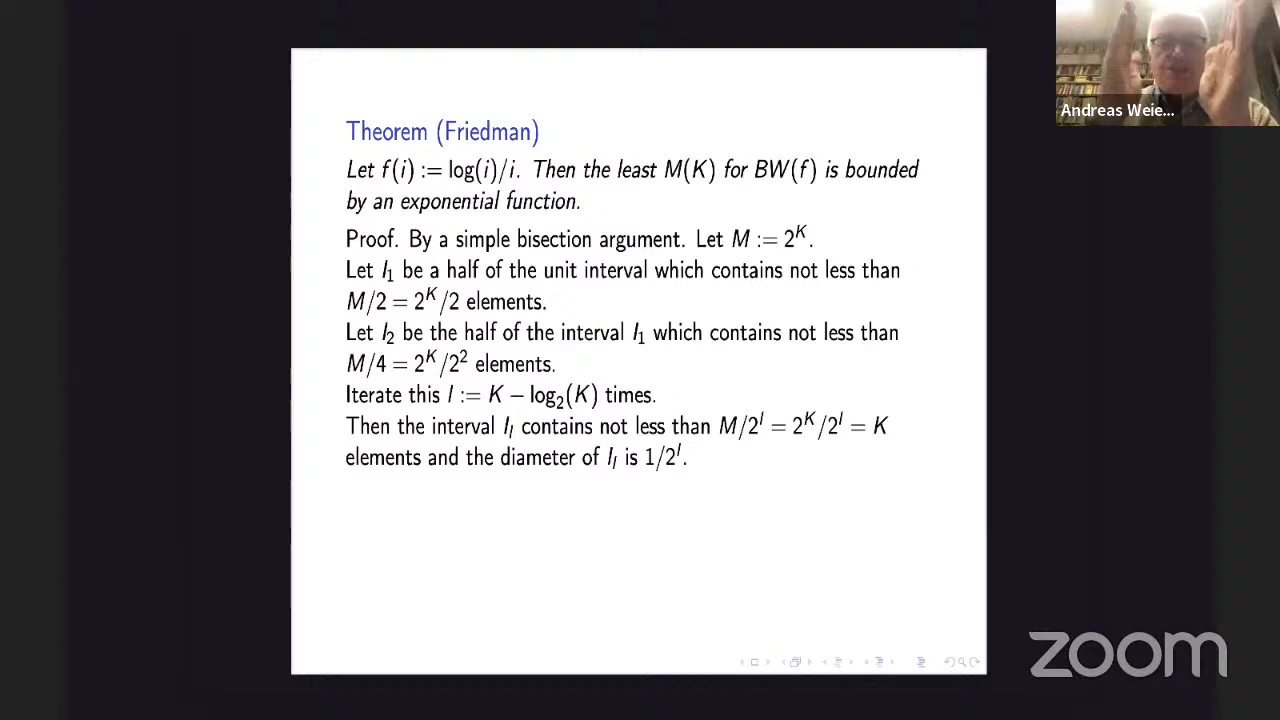 Theorem (Friedman)
Let f(i) := log(i)/i. Then the least M(K) for BW(f) is bounded
by an exponential function.
Proof. By a simple bisection argument. Let M := 2^K.
Let I_1 be a half of the unit interval which contains not less than
M/2 = 2^K/2 elements.
Let I_2 be the half of the interval I_1 which contains not less than
M/4 = 2^K/2^2 elements.
Iterate this l := K − log_2(K) times.
Then the interval I_l contains not less than M/2^l = 2^K/2^l = K
elements and the diameter of I_l is 1/2^l.
Andreas Weie...
zoom